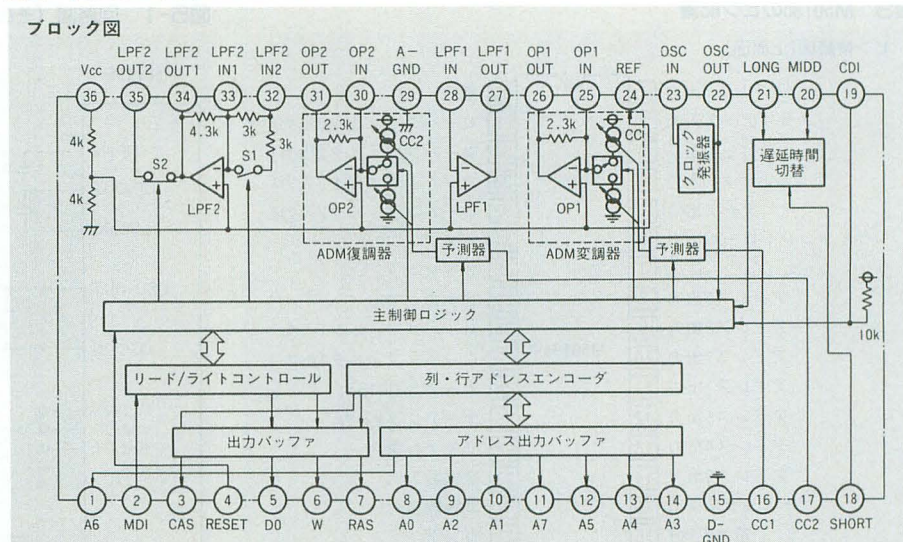 ブロック図
LPF2 LPF2 LPF2 LPF2 OP2 OP2 A- LPF1 LPF1 OP1 OP1 OSC OSC
Vcc OUT2 OUT1 IN1 IN2 OUT IN GND IN OUT OUT IN REF IN OUT LONG MIDD CDI
36 35 34 33 32 31 30 29 28 27 26 25 24 23 22 21 20 19
4k
4.3k
3k
3k
2.3k
CC2
2.3k
CC
クロック発振器
遅延時間
切替
S2
S1
4k
LPF2
OP2
LPF1
OP1
ADM復調器
予測器
ADM変調器
予測器
主制御ロジック
10k
リード/ライトコントロール
列・行アドレスエンコーダ
出力バッファ
アドレス出力バッファ
1 2 3 4 5 6 7 8 9 10 11 12 13 14 15 16 17 18
A6 MDI CAS RESET D0 W RAS A0 A2 A1 A7 A5 A4 A3 D-GND CC1 CC2 SHORT